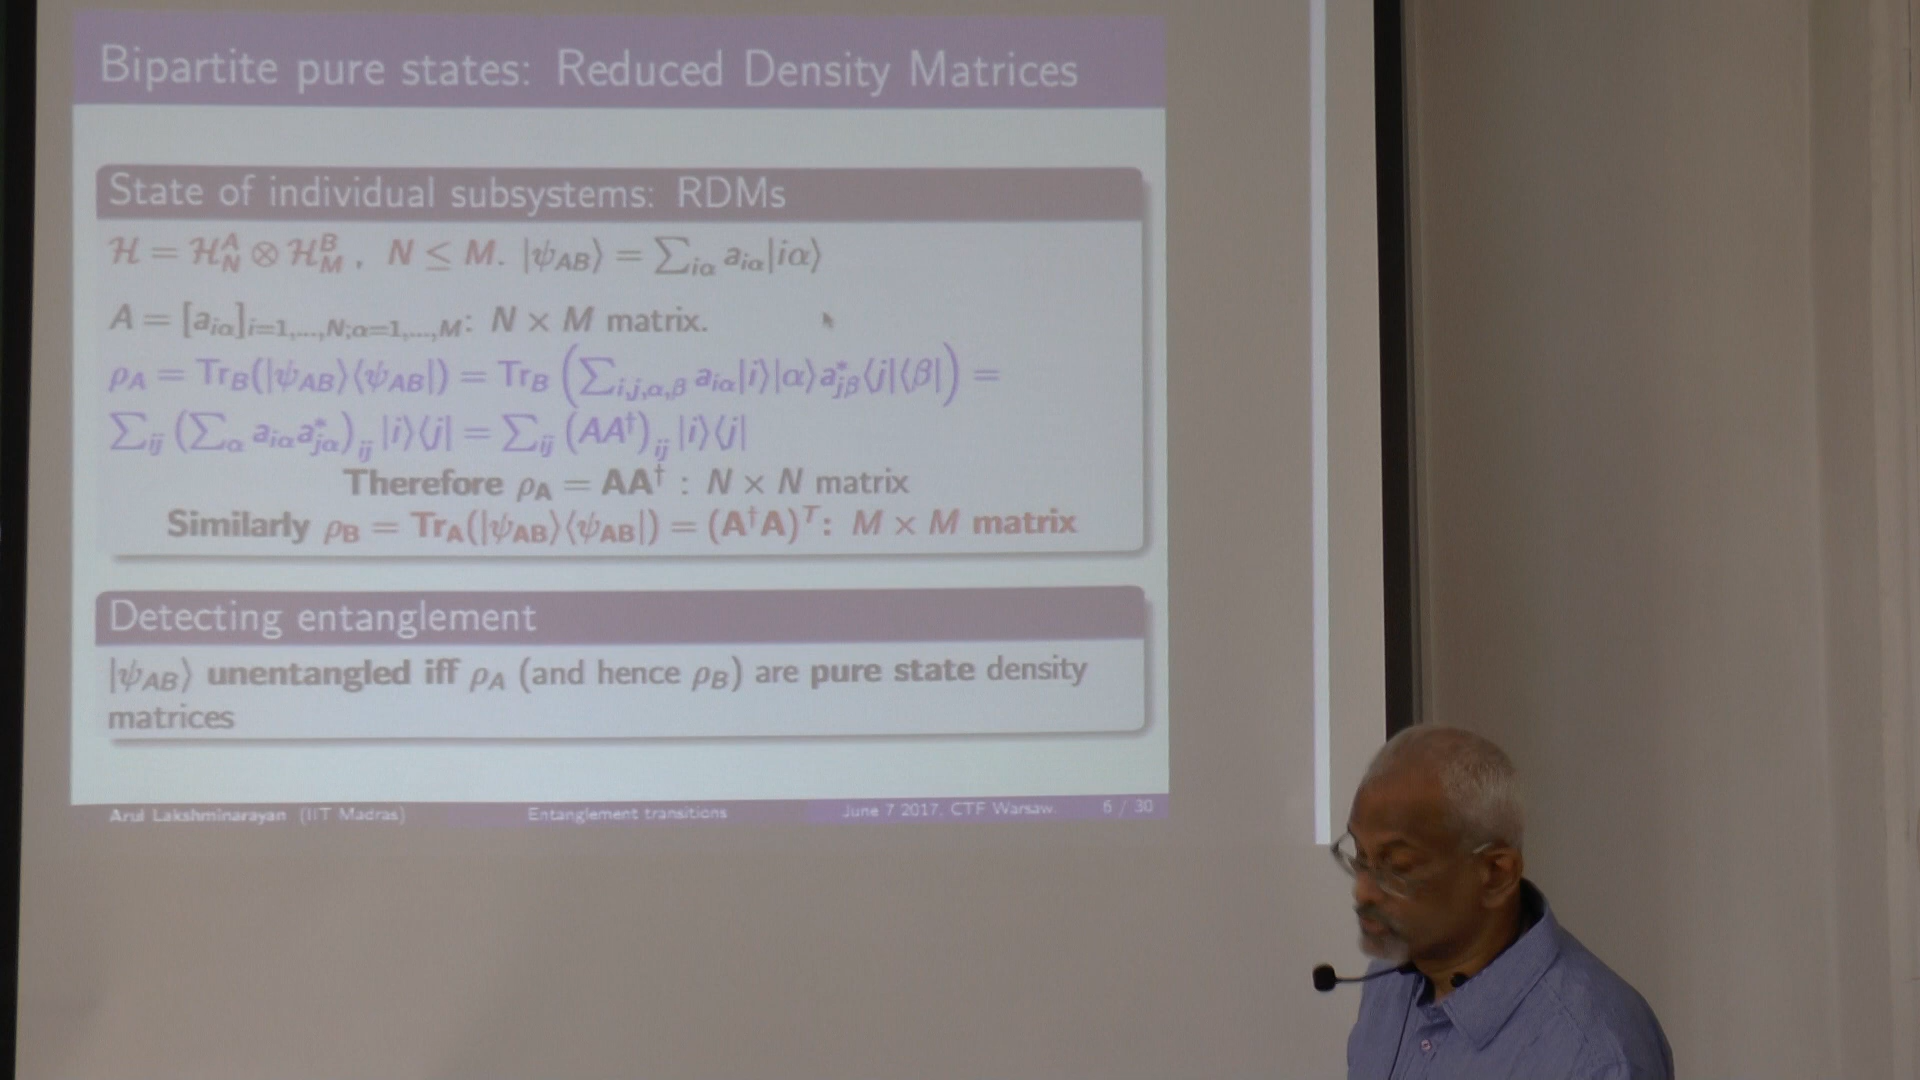 Bipartite pure states: Reduced Density Matrices
State of individual subsystems: RDMs
ℋ = ℋ_N^A ⊗ ℋ_M^B , N ≤ M. |ψ_AB⟩ = ∑_iα a_iα|iα⟩
A = [a_iα]_i=1,...,N;α=1,...,M: N × M matrix.
ρ_A = Tr_B(|ψ_AB⟩⟨ψ_AB|) = Tr_B (∑_i,j,α,β a_iα|i⟩|α⟩a*_jβ⟨j|⟨β|) =
∑_ij (∑_α a_iα a*_jα)_ij |i⟩⟨j| = ∑_ij (AA†)_ij |i⟩⟨j|
Therefore ρ_A = AA† : N × N matrix
Similarly ρ_B = Tr_A(|ψ_AB⟩⟨ψ_AB|) = (A†A)^T: M × M matrix
Detecting entanglement
|ψ_AB⟩ unentangled iff ρ_A (and hence ρ_B) are pure state density
matrices
Arul Lakshminarayan (IIT Madras) Entanglement transitions June 7 2017, CTF Warsaw. 6 / 30